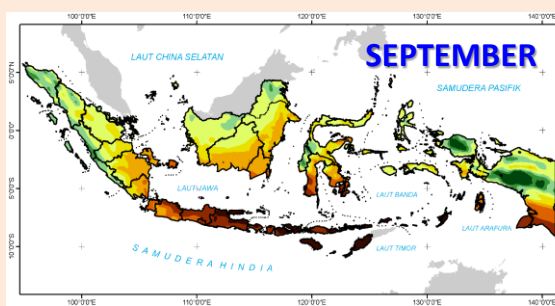 100°0'0"E 110°0'0"E 120°0'0"E 130°0'0"E 140°0'0"E
SEPTEMBER
LAUT CHINA SELATAN
SAMUDERA PASIFIK
5°0'0"N
0°0'0"
LAUT JAWA
LAUT BANDA
5°0'0"S
LAUT ARAFURA
LAUT TIMOR
10°0'0"S
SAMUDERA HINDIA
100°0'0"E 110°0'0"E 120°0'0"E 130°0'0"E 140°0'0"E